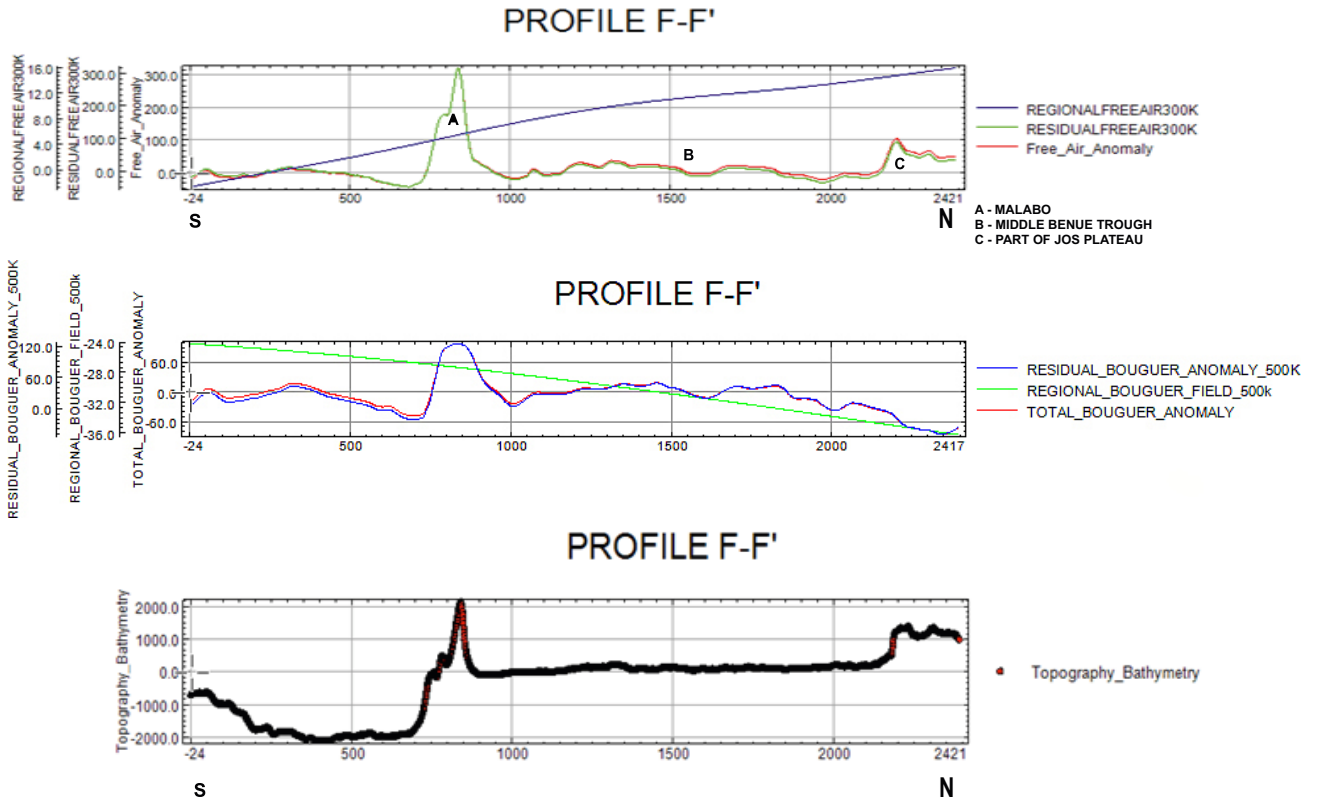 PROFILE F-F'
REGIONALFREEAIR300K
RESIDUALFREEAIR300K
Free_Air_Anomaly
16.0
12.0
8.0
4.0
0.0
300.0
200.0
100.0
0.0
300.0
200.0
100.0
0.0
A
B
C
-24 500 1000 1500 2000 2421
S N
REGIONALFREEAIR300K
RESIDUALFREEAIR300K
Free_Air_Anomaly
A - MALABO
B - MIDDLE BENUE TROUGH
C - PART OF JOS PLATEAU
PROFILE F-F'
RESIDUAL_BOUGUER_ANOMALY_500K
REGIONAL_BOUGUER_FIELD_500k
TOTAL_BOUGUER_ANOMALY
120.0
60.0
0.0
-24.0
-28.0
-32.0
-36.0
60.0
0.0
-60.0
-24 500 1000 1500 2000 2417
RESIDUAL_BOUGUER_ANOMALY_500K
REGIONAL_BOUGUER_FIELD_500k
TOTAL_BOUGUER_ANOMALY
PROFILE F-F'
Topography_Bathymetry
2000.0
1000.0
0.0
-1000.0
-2000.0
-24 500 1000 1500 2000 2421
S N
Topography_Bathymetry